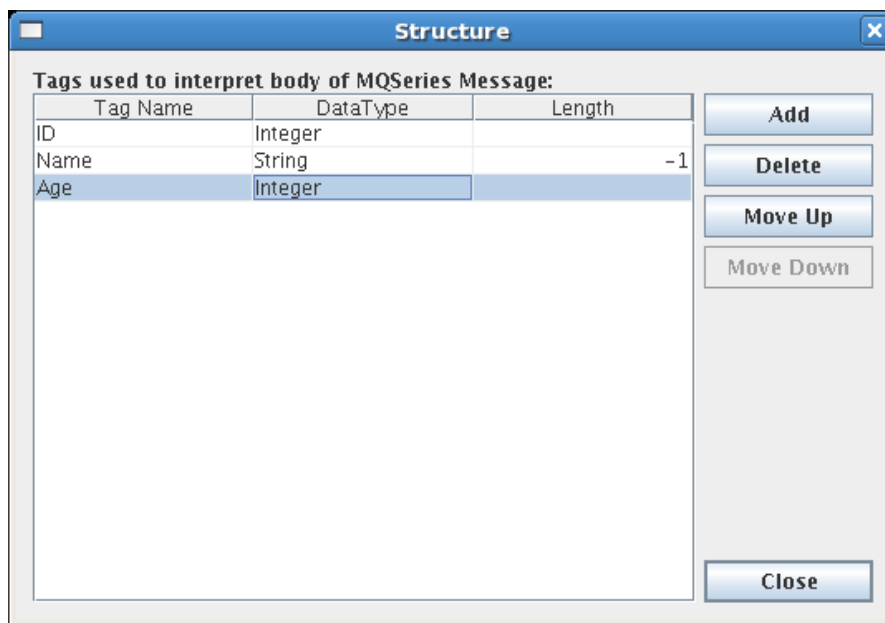 Structure
Tags used to interpret body of MQSeries Message:
Tag Name DataType Length
ID Integer
Name String -1
Age Integer
Add
Delete
Move Up
Move Down
Close